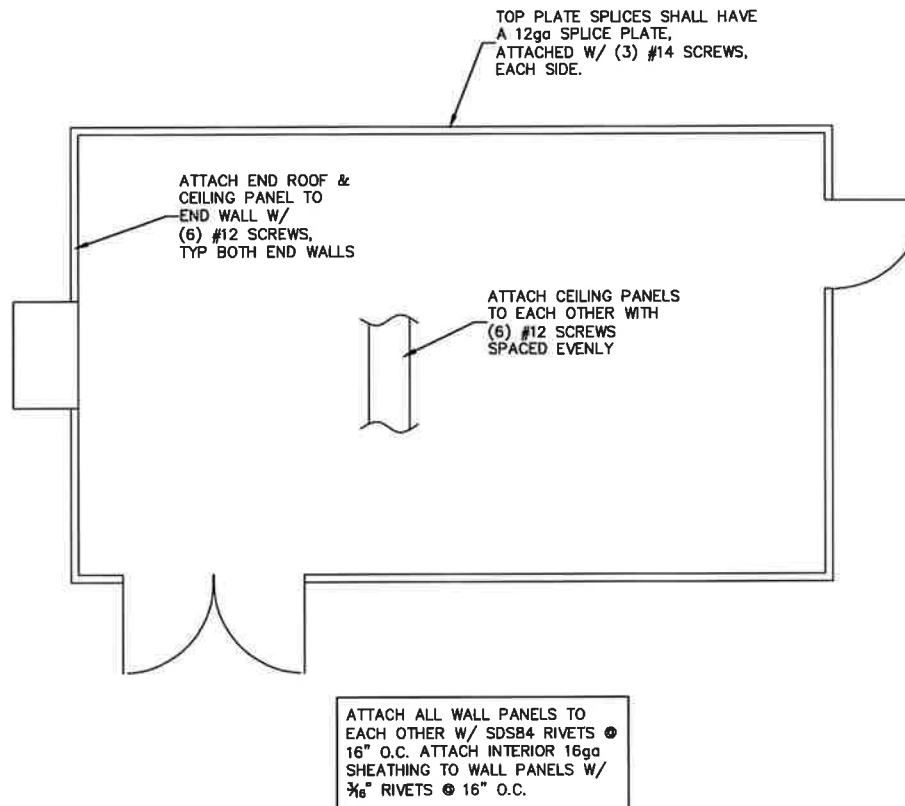 TOP PLATE SPLICES SHALL HAVE
A 12ga SPLICE PLATE,
ATTACHED W/ (3) #14 SCREWS,
EACH SIDE.
ATTACH END ROOF &
CEILING PANEL TO
END WALL W/
(6) #12 SCREWS,
TYP BOTH END WALLS
ATTACH CEILING PANELS
TO EACH OTHER WITH
(6) #12 SCREWS
SPACED EVENLY
ATTACH ALL WALL PANELS TO
EACH OTHER W/ SDSB4 RIVETS @
16" O.C. ATTACH INTERIOR 16ga
SHEATHING TO WALL PANELS W/
3/16" RIVETS @ 16" O.C.